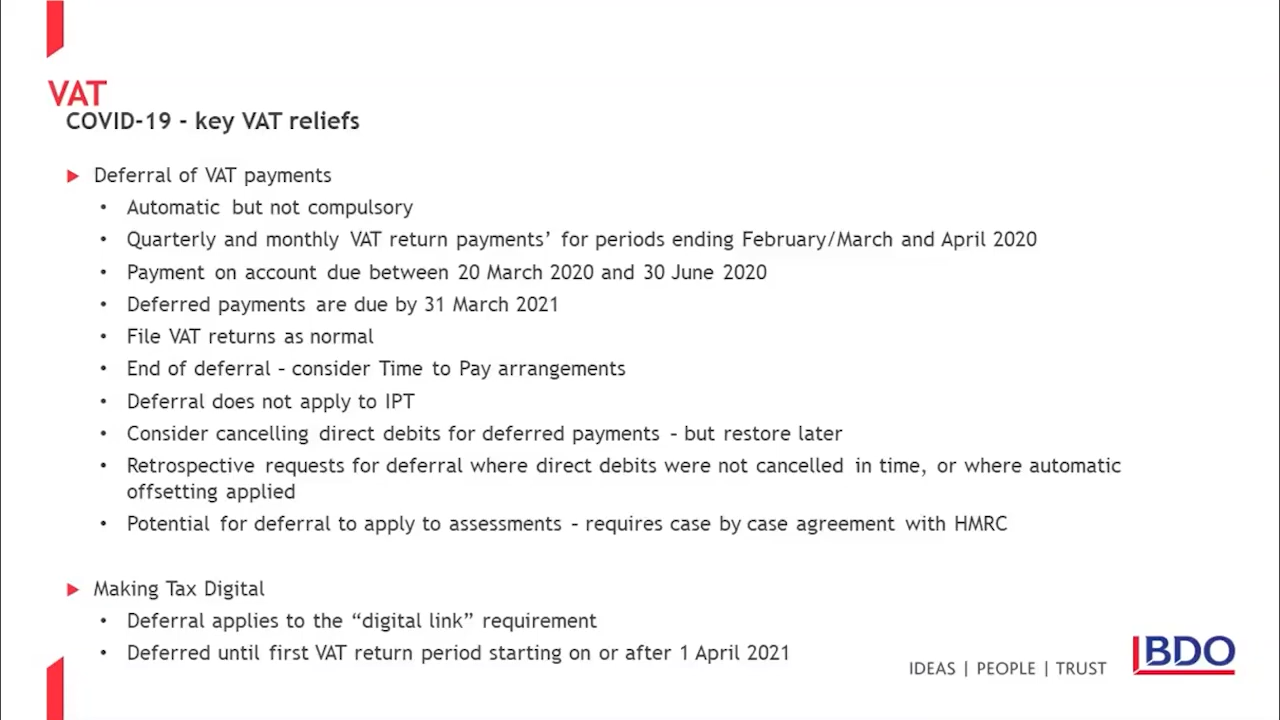 VAT
COVID-19 - key VAT reliefs
► Deferral of VAT payments
• Automatic but not compulsory
• Quarterly and monthly VAT return payments’ for periods ending February/March and April 2020
• Payment on account due between 20 March 2020 and 30 June 2020
• Deferred payments are due by 31 March 2021
• File VAT returns as normal
• End of deferral – consider Time to Pay arrangements
• Deferral does not apply to IPT
• Consider cancelling direct debits for deferred payments – but restore later
• Retrospective requests for deferral where direct debits were not cancelled in time, or where automatic
offsetting applied
• Potential for deferral to apply to assessments – requires case by case agreement with HMRC
► Making Tax Digital
• Deferral applies to the “digital link” requirement
• Deferred until first VAT return period starting on or after 1 April 2021
IDEAS | PEOPLE | TRUST
BDO